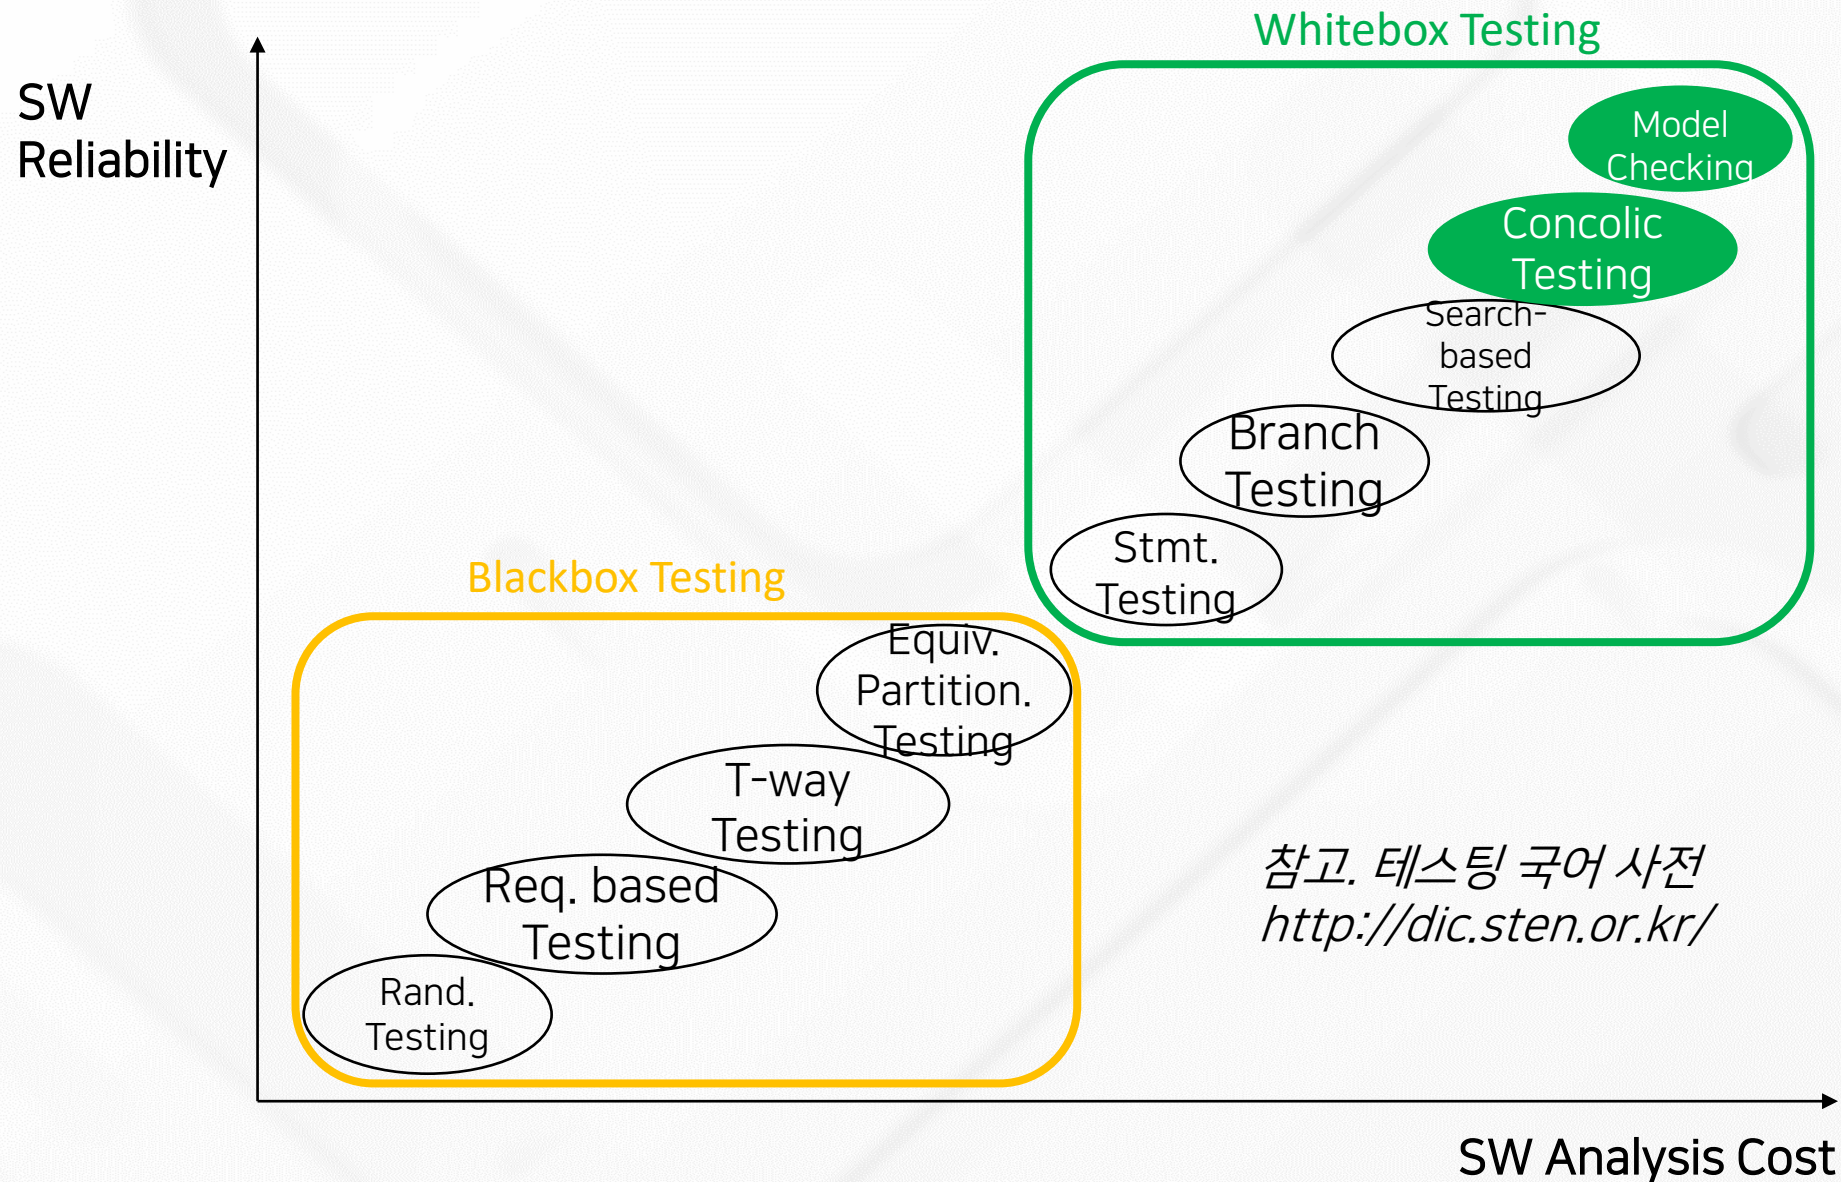 Whitebox Testing
SW
Reliability
Model
Checking
Concolic
Testing
Search-
based
Testing
Branch
Testing
Stmt.
Testing
Blackbox Testing
Equiv.
Partition.
Testing
T-way
Testing
Req. based
Testing
Rand.
Testing
참고. 테스팅 국어 사전
http://dic.sten.or.kr/
SW Analysis Cost